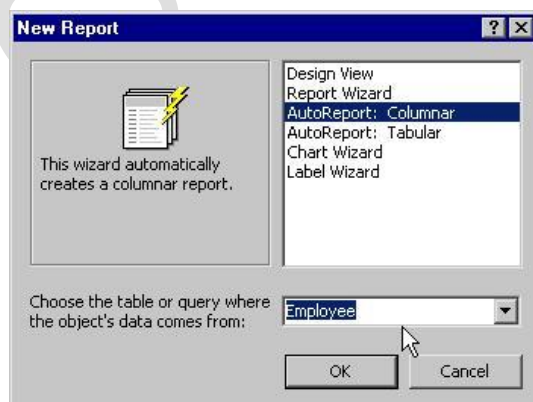 New Report
Design View
Report Wizard
AutoReport: Columnar
AutoReport: Tabular
Chart Wizard
Label Wizard
This wizard automatically
creates a columnar report.
Choose the table or query where
the object's data comes from:
Employee
OK
Cancel